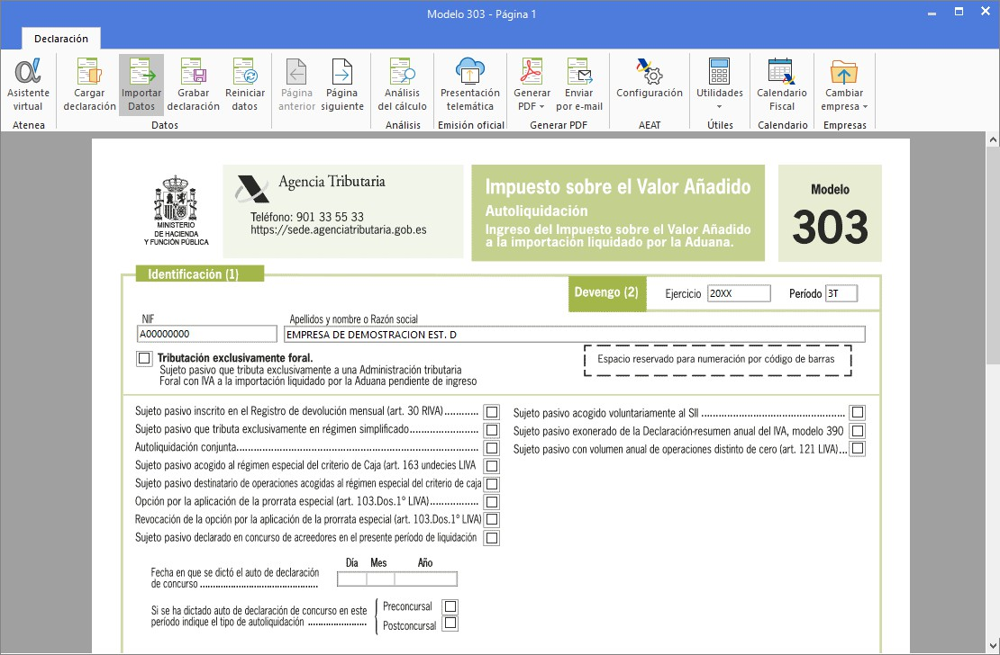 Modelo 303 - Página 1
Declaración
Asistente virtual
Cargar declaración
Importar Datos
Grabar declaración
Reiniciar datos
Página anterior
Página siguiente
Análisis del cálculo
Presentación telemática
Generar PDF
Enviar por e-mail
Configuración
Utilidades
Calendario Fiscal
Cambiar empresa
Atenea
Datos
Análisis
Emisión oficial
Generar PDF
AEAT
Útiles
Calendario
Empresas
MINISTERIO
DE HACIENDA
Y FUNCIÓN PÚBLICA
Agencia Tributaria
Teléfono: 901 33 55 33
https://sede.agenciatributaria.gob.es
Impuesto sobre el Valor Añadido
Autoliquidación
Ingreso del Impuesto sobre el Valor Añadido
a la importación liquidado por la Aduana.
Modelo
303
Identificación (1)
Devengo (2)
Ejercicio 20XX
Período 3T
NIF
Apellidos y nombre o Razón social
A00000000
EMPRESA DE DEMOSTRACION EST. D
Tributación exclusivamente foral.
Sujeto pasivo que tributa exclusivamente a una Administración tributaria
Foral con IVA a la importación liquidado por la Aduana pendiente de ingreso
Espacio reservado para numeración por código de barras
Sujeto pasivo inscrito en el Registro de devolución mensual (art. 30 RIVA)............
Sujeto pasivo que tributa exclusivamente en régimen simplificado.......................
Autoliquidación conjunta................................................................................
Sujeto pasivo acogido al régimen especial del criterio de Caja (art. 163 undecies LIVA
Sujeto pasivo destinatario de operaciones acogidas al régimen especial del criterio de caja
Opción por la aplicación de la prorrata especial (art. 103.Dos.1º LIVA).................
Revocación de la opción por la aplicación de la prorrata especial (art. 103.Dos.1º LIVA)
Sujeto pasivo declarado en concurso de acreedores en el presente período de liquidación
Sujeto pasivo acogido voluntariamente al SII ................................................
Sujeto pasivo exonerado de la Declaración-resumen anual del IVA, modelo 390
Sujeto pasivo con volumen anual de operaciones distinto de cero (art. 121 LIVA)...
Día Mes Año
Fecha en que se dictó el auto de declaración
de concurso .........................................
Si se ha dictado auto de declaración de concurso en este
período indique el tipo de autoliquidación ....................
Preconcursal
Postconcursal